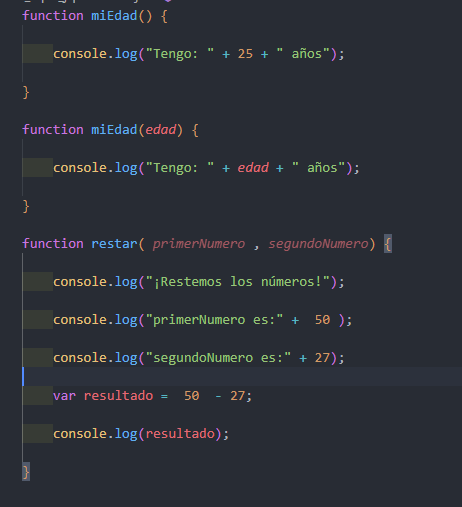 function miEdad() {
console.log("Tengo: " + 25 + " años");
}
function miEdad(edad) {
console.log("Tengo: " + edad + " años");
}
function restar( primerNumero , segundoNumero) {
console.log("¡Restemos los números!");
console.log("primerNumero es:" +  50 );
console.log("segundoNumero es:" + 27);
var resultado =  50  - 27;
console.log(resultado);
}